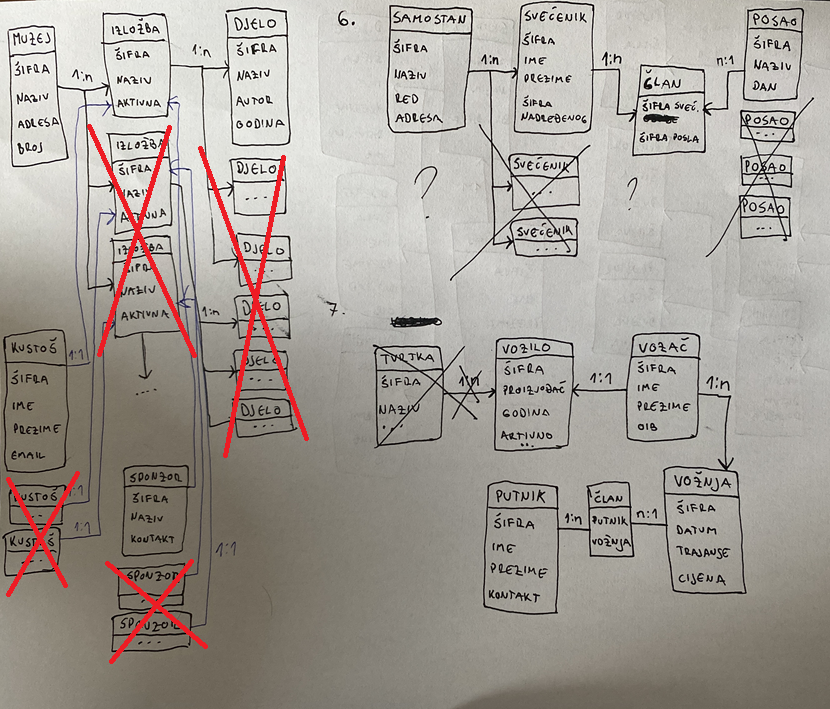 MUZEJ
ŠIFRA
NAZIV
ADRESA
BROJ
1:n
IZLOŽBA
ŠIFRA
NAZIV
AKTIVNA
1:n
DJELO
ŠIFRA
NAZIV
AUTOR
GODINA
IZLOŽBA
ŠIFRA
NAZIV
AKTIVNA
IZLOŽBA
ŠIFRA
NAZIV
AKTIVNA
....
DJELO
...
DJELO
...
1:n
DJELO
...
DJELO
...
DJELO
...
KUSTOŠ
ŠIFRA
IME
PREZIME
EMAIL
1:1
KUSTOŠ
...
1:1
KUSTOŠ
...
1:1
SPONZOR
ŠIFRA
NAZIV
KONTAKT
SPONZOR
...
SPONZOR
...
1:1
6.
SAMOSTAN
ŠIFRA
NAZIV
RED
ADRESA
1:n
SVEĆENIK
ŠIFRA
IME
PREZIME
ŠIFRA
NADREĐENOG
1:n
ČLAN
ŠIFRA SVEĆ.
ŠIFRA POSLA
n:1
POSAO
ŠIFRA
NAZIV
DAN
POSAO
...
POSAO
...
POSAO
...
?
SVEĆENIK
...
SVEĆENIK
...
?
7.
TVRTKA
ŠIFRA
NAZIV
...
1:n
VOZILO
ŠIFRA
PROIZVOĐAČ
GODINA
AKTIVNO
...
1:1
VOZAČ
ŠIFRA
IME
PREZIME
OIB
1:n
PUTNIK
ŠIFRA
IME
PREZIME
KONTAKT
1:n
ČLAN
PUTNIK
VOŽNJA
n:1
VOŽNJA
ŠIFRA
DATUM
TRAJANJE
CIJENA